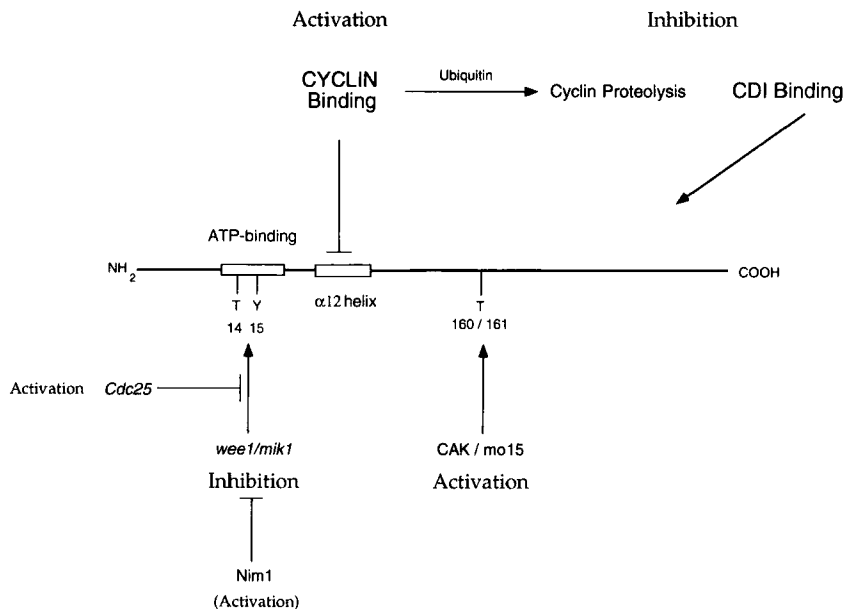 Activation
Inhibition
CYCLIN
Binding
Ubiquitin
Cyclin Proteolysis
CDI Binding
ATP-binding
NH2
COOH
T Y
14 15
α12 helix
T
160 / 161
Activation
Cdc25
wee1/mik1
Inhibition
CAK / mo15
Activation
Nim1
(Activation)